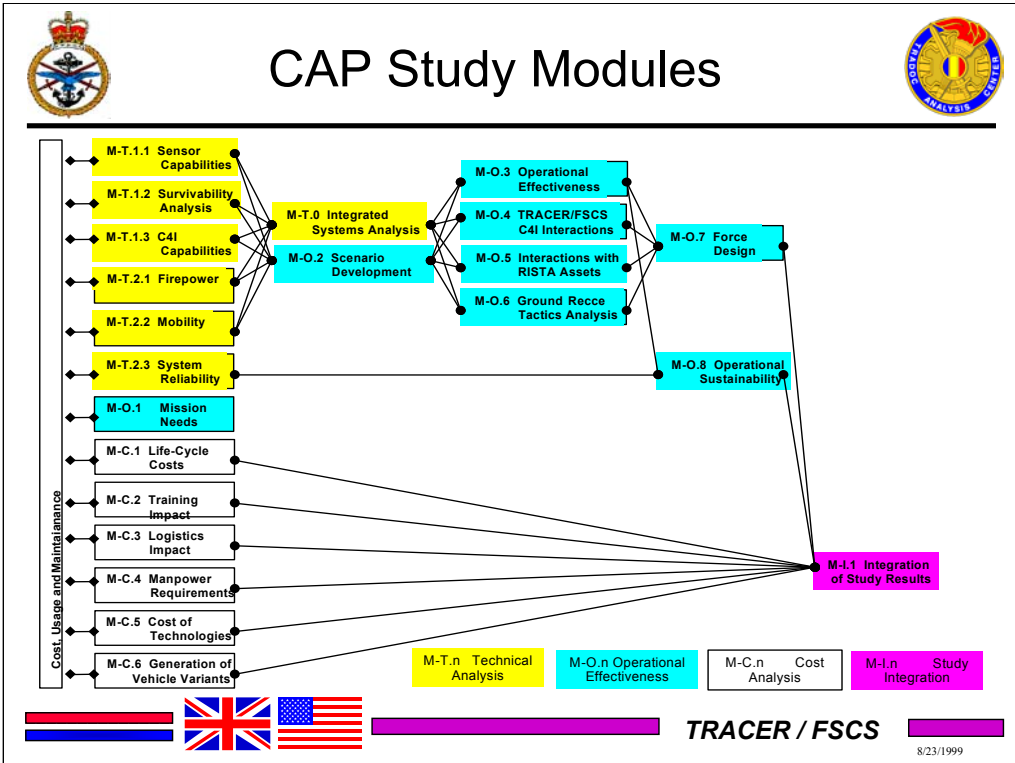 CAP Study Modules
TRADOC
ANALYSIS
CENTER
Cost, Usage and Maintaianance
M-T.1.1 Sensor
Capabilities
M-T.1.2 Survivability
Analysis
M-T.1.3 C4I
Capabilities
M-T.2.1 Firepower
M-T.2.2 Mobility
M-T.2.3 System
Reliability
M-O.1 Mission
Needs
M-C.1 Life-Cycle
Costs
M-C.2 Training
Impact
M-C.3 Logistics
Impact
M-C.4 Manpower
Requirements
M-C.5 Cost of
Technologies
M-C.6 Generation of
Vehicle Variants
M-T.0 Integrated
Systems Analysis
M-O.2 Scenario
Development
M-O.3 Operational
Effectiveness
M-O.4 TRACER/FSCS
C4I Interactions
M-O.5 Interactions with
RISTA Assets
M-O.6 Ground Recce
Tactics Analysis
M-O.7 Force
Design
M-O.8 Operational
Sustainability
M-I.1 Integration
of Study Results
M-T.n Technical
Analysis
M-O.n Operational
Effectiveness
M-C.n Cost
Analysis
M-I.n Study
Integration
TRACER / FSCS
8/23/1999